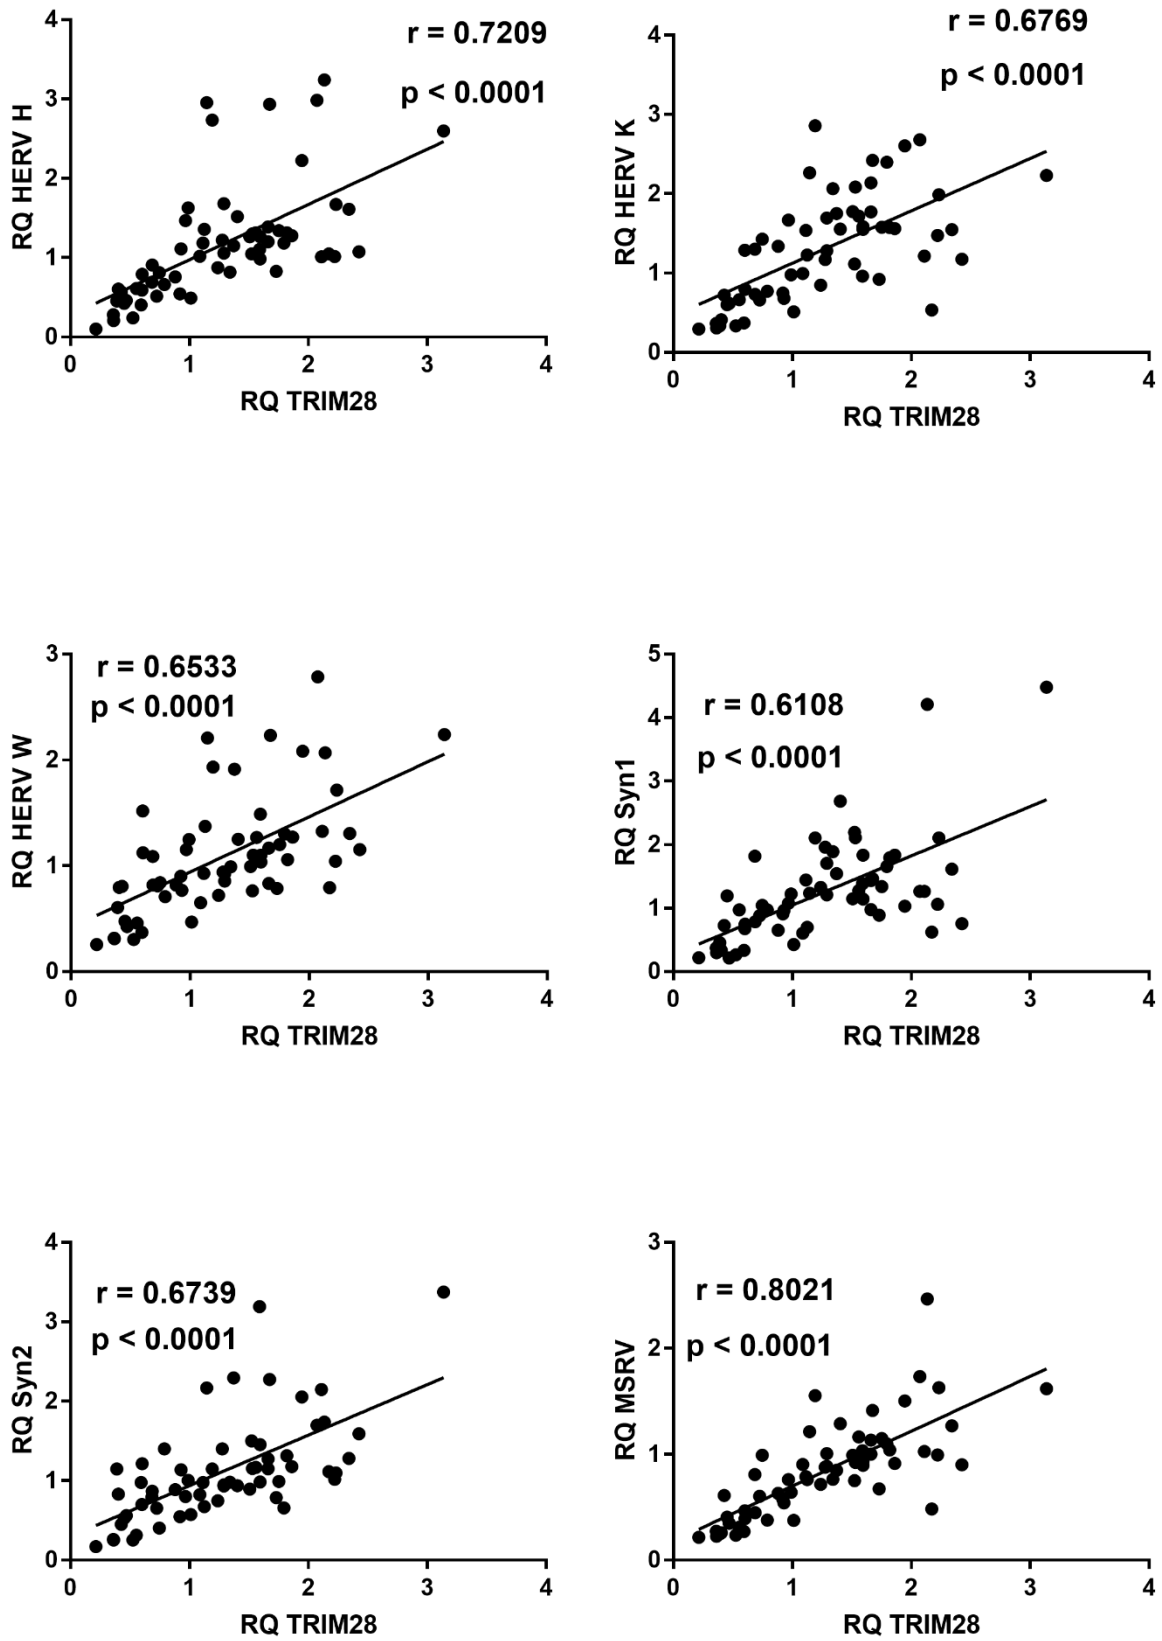 r = 0.7209
p < 0.0001
RQ HERV H
4
3
2
1
0
0 1 2 3 4
RQ TRIM28
r = 0.6769
p < 0.0001
RQ HERV K
4
3
2
1
0
0 1 2 3 4
RQ TRIM28
r = 0.6533
p < 0.0001
RQ HERV W
3
2
1
0
0 1 2 3 4
RQ TRIM28
r = 0.6108
p < 0.0001
RQ Syn1
5
4
3
2
1
0
0 1 2 3 4
RQ TRIM28
r = 0.6739
p < 0.0001
RQ Syn2
4
3
2
1
0
0 1 2 3 4
RQ TRIM28
r = 0.8021
p < 0.0001
RQ MSRV
3
2
1
0
0 1 2 3 4
RQ TRIM28